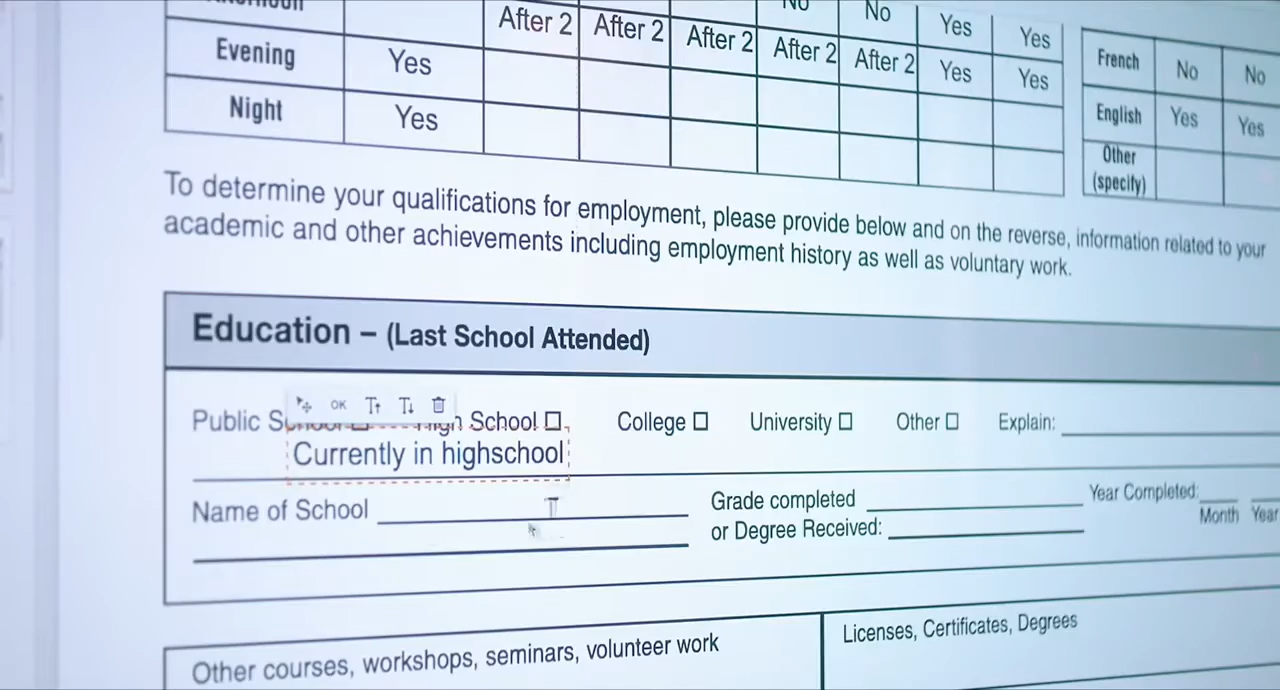 No No Yes Yes
After 2 After 2 After 2 After 2 After 2 Yes Yes
Evening Yes
Night Yes
French No No
English Yes Yes
Other
(specify)
To determine your qualifications for employment, please provide below and on the reverse, information related to your
academic and other achievements including employment history as well as voluntary work.
Education – (Last School Attended)
OK
Public School High School College University Other Explain:
Currently in highschool
Name of School
Grade completed
or Degree Received:
Year Completed:
Month Year
Other courses, workshops, seminars, volunteer work
Licenses, Certificates, Degrees